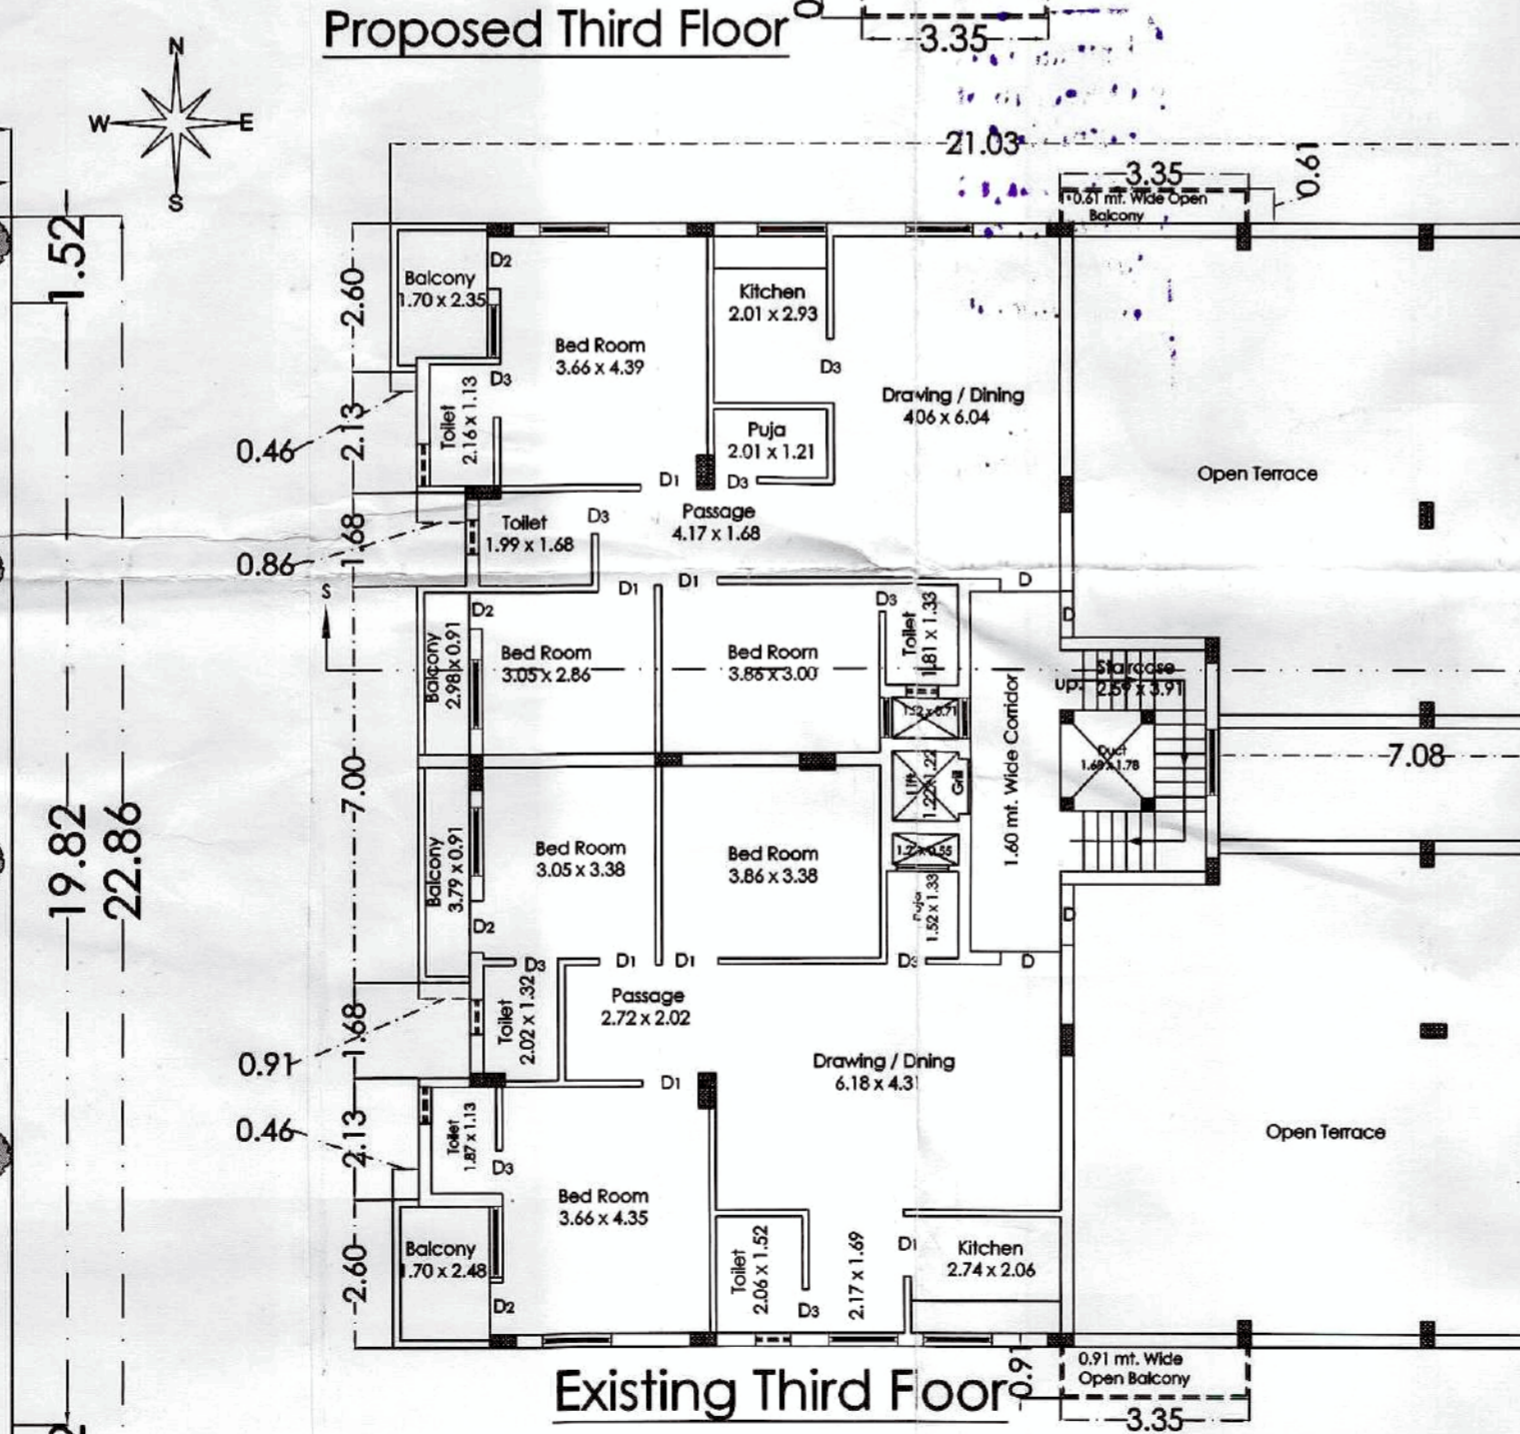 Proposed Third Floor
3.35
N
W E
S
21.03
3.35
0.61
0.61 mt. Wide Open
Balcony
1.52
2.60
Balcony
1.70 x 2.35
D2
Bed Room
3.66 x 4.39
Kitchen
2.01 x 2.93
D3
Drawing / Dining
4.06 x 6.04
D3
Toilet
2.16 x 1.13
2.13
0.46
Puja
2.01 x 1.21
Open Terrace
D1
D3
Passage
4.17 x 1.68
Toilet
1.99 x 1.68
D3
1.68
0.86
S
D1
D1
D
D3
Toilet
1.81 x 1.33
D
D2
Balcony
2.98 x 0.91
Bed Room
3.05 x 2.86
Bed Room
3.86 x 3.00
Staircase
2.59 x 3.91
up.
1.60 mt. Wide Corridor
Duct
7.08
7.00
19.82
22.86
Lift
1.22 x 1.22
Grill
Balcony
3.79 x 0.91
Bed Room
3.05 x 3.38
Bed Room
3.86 x 3.38
Puja
1.52 x 1.33
D2
D
D3
D1
D1
D3
D
Toilet
2.02 x 1.32
Passage
2.72 x 2.02
1.68
0.91
Drawing / Dining
6.18 x 4.31
D1
2.13
0.46
Toilet
1.87 x 1.13
D3
Open Terrace
Bed Room
3.66 x 4.35
Balcony
1.70 x 2.48
2.60
D2
Toilet
2.06 x 1.52
D3
2.17 x 1.69
D1
Kitchen
2.74 x 2.06
0.91
0.91 mt. Wide
Open Balcony
3.35
Existing Third Foor